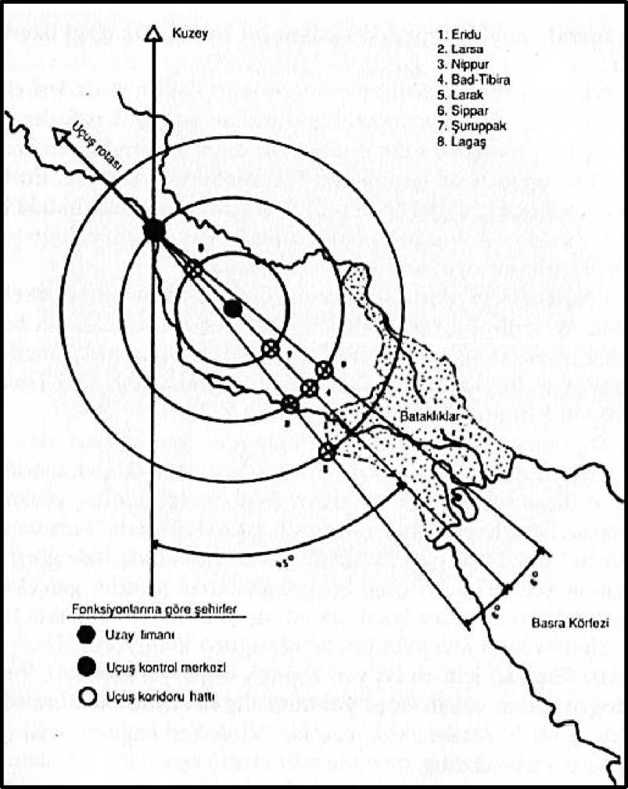 Kuzey
1. Eridu
2. Larsa
3. Nippur
4. Bad-Tibira
5. Larak
6. Sippar
7. Şuruppak
8. Lagaş
Uçuş rotası
Bataklıklar
45°
Basra Körfezi
Fonksiyonlarına göre şehirler
Uzay limanı
Uçuş kontrol merkezi
Uçuş koridoru hattı